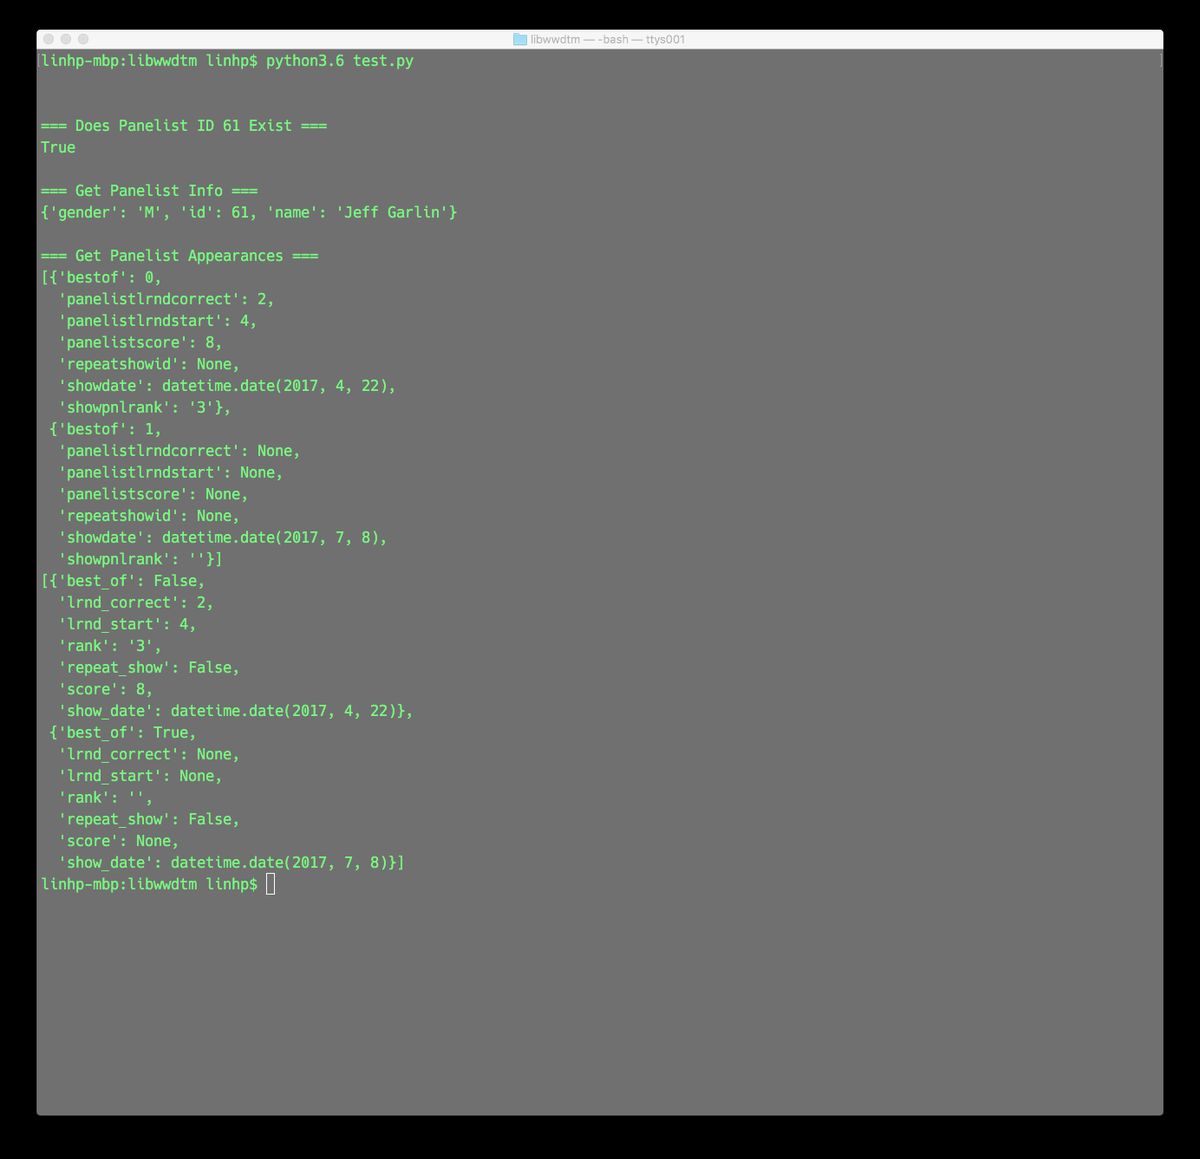 libwwdtm — -bash — ttys001
linhp-mbp:libwwdtm linhp$ python3.6 test.py
=== Does Panelist ID 61 Exist ===
True
=== Get Panelist Info ===
{'gender': 'M', 'id': 61, 'name': 'Jeff Garlin'}
=== Get Panelist Appearances ===
[{'bestof': 0,
  'panelistlrndcorrect': 2,
  'panelistlrndstart': 4,
  'panelistscore': 8,
  'repeatshowid': None,
  'showdate': datetime.date(2017, 4, 22),
  'showpnlrank': '3'},
 {'bestof': 1,
  'panelistlrndcorrect': None,
  'panelistlrndstart': None,
  'panelistscore': None,
  'repeatshowid': None,
  'showdate': datetime.date(2017, 7, 8),
  'showpnlrank': ''}]
[{'best_of': False,
  'lrnd_correct': 2,
  'lrnd_start': 4,
  'rank': '3',
  'repeat_show': False,
  'score': 8,
  'show_date': datetime.date(2017, 4, 22)},
 {'best_of': True,
  'lrnd_correct': None,
  'lrnd_start': None,
  'rank': '',
  'repeat_show': False,
  'score': None,
  'show_date': datetime.date(2017, 7, 8)}]
linhp-mbp:libwwdtm linhp$